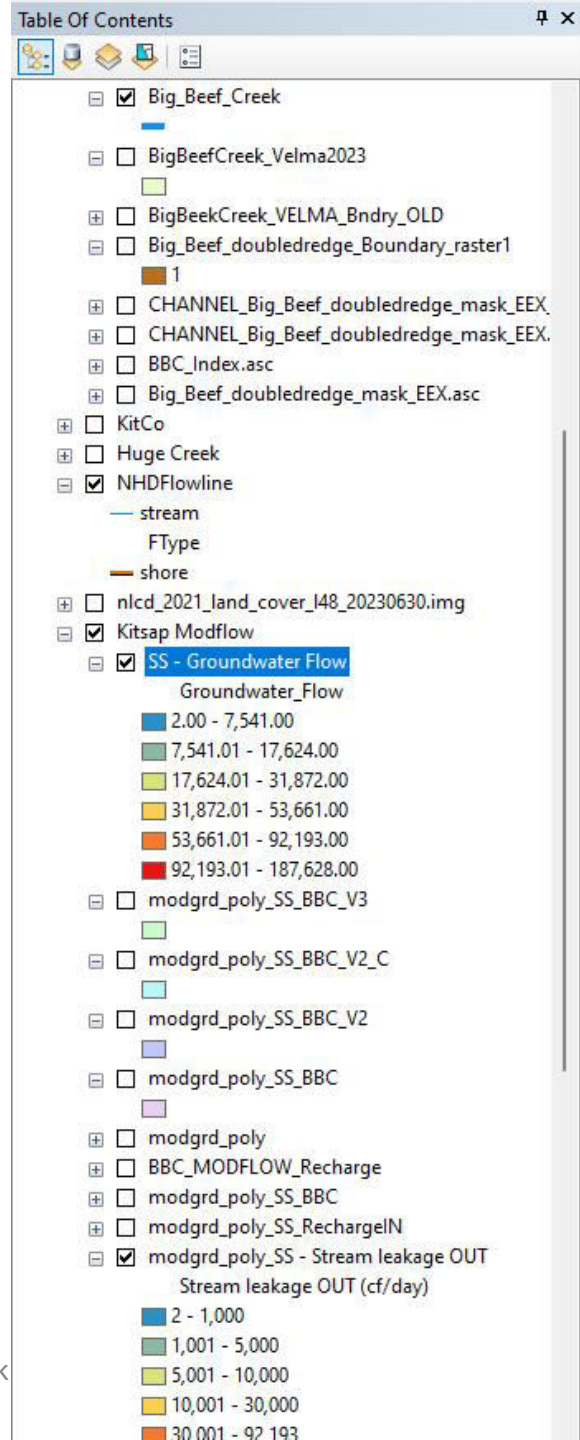 Table Of Contents
Big_Beef_Creek
BigBeefCreek_Velma2023
BigBeekCreek_VELMA_Bndry_OLD
Big_Beef_doubledredge_Boundary_raster1
1
CHANNEL_Big_Beef_doubledredge_mask_EEX_
CHANNEL_Big_Beef_doubledredge_mask_EEX.
BBC_Index.asc
Big_Beef_doubledredge_mask_EEX.asc
KitCo
Huge Creek
NHDFlowline
stream
FType
shore
nlcd_2021_land_cover_l48_20230630.img
Kitsap Modflow
SS - Groundwater Flow
Groundwater_Flow
2.00 - 7,541.00
7,541.01 - 17,624.00
17,624.01 - 31,872.00
31,872.01 - 53,661.00
53,661.01 - 92,193.00
92,193.01 - 187,628.00
modgrd_poly_SS_BBC_V3
modgrd_poly_SS_BBC_V2_C
modgrd_poly_SS_BBC_V2
modgrd_poly_SS_BBC
modgrd_poly
BBC_MODFLOW_Recharge
modgrd_poly_SS_BBC
modgrd_poly_SS_RechargeIN
modgrd_poly_SS - Stream leakage OUT
Stream leakage OUT (cf/day)
2 - 1,000
1,001 - 5,000
5,001 - 10,000
10,001 - 30,000
30,001 - 92,193